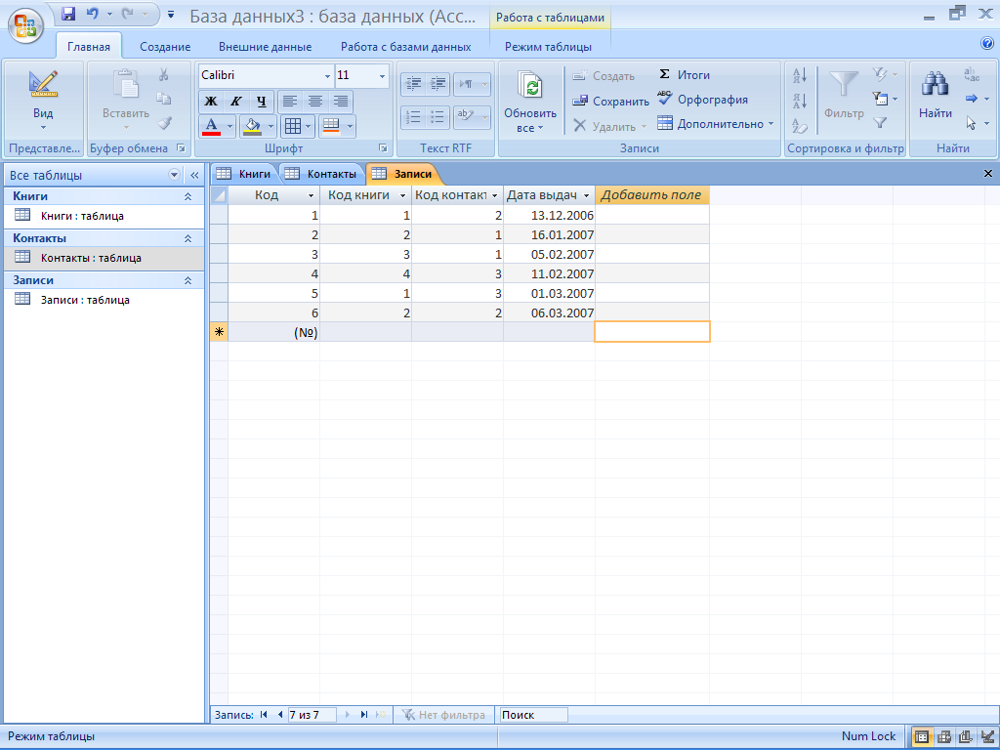 База данных3 : база данных (Acc...
Работа с таблицами
Главная
Создание
Внешние данные
Работа с базами данных
Режим таблицы
Вид
Представле...
Вставить
Буфер обмена
Calibri
11
Ж К Ч
А
Шрифт
Текст RTF
Обновить
все
Создать
Сохранить
Удалить
Σ Итоги
ABC Орфография
Дополнительно
Записи
Фильтр
Сортировка и фильтр
Найти
Найти
Все таблицы
Книги
Книги : таблица
Контакты
Контакты : таблица
Записи
Записи : таблица
Книги Контакты Записи
Код Код книги Код контакт Дата выдач Добавить поле
1 1 2 13.12.2006
2 2 1 16.01.2007
3 3 1 05.02.2007
4 4 3 11.02.2007
5 1 3 01.03.2007
6 2 2 06.03.2007
(№)
Запись: 7 из 7 Нет фильтра Поиск
Режим таблицы
Num Lock